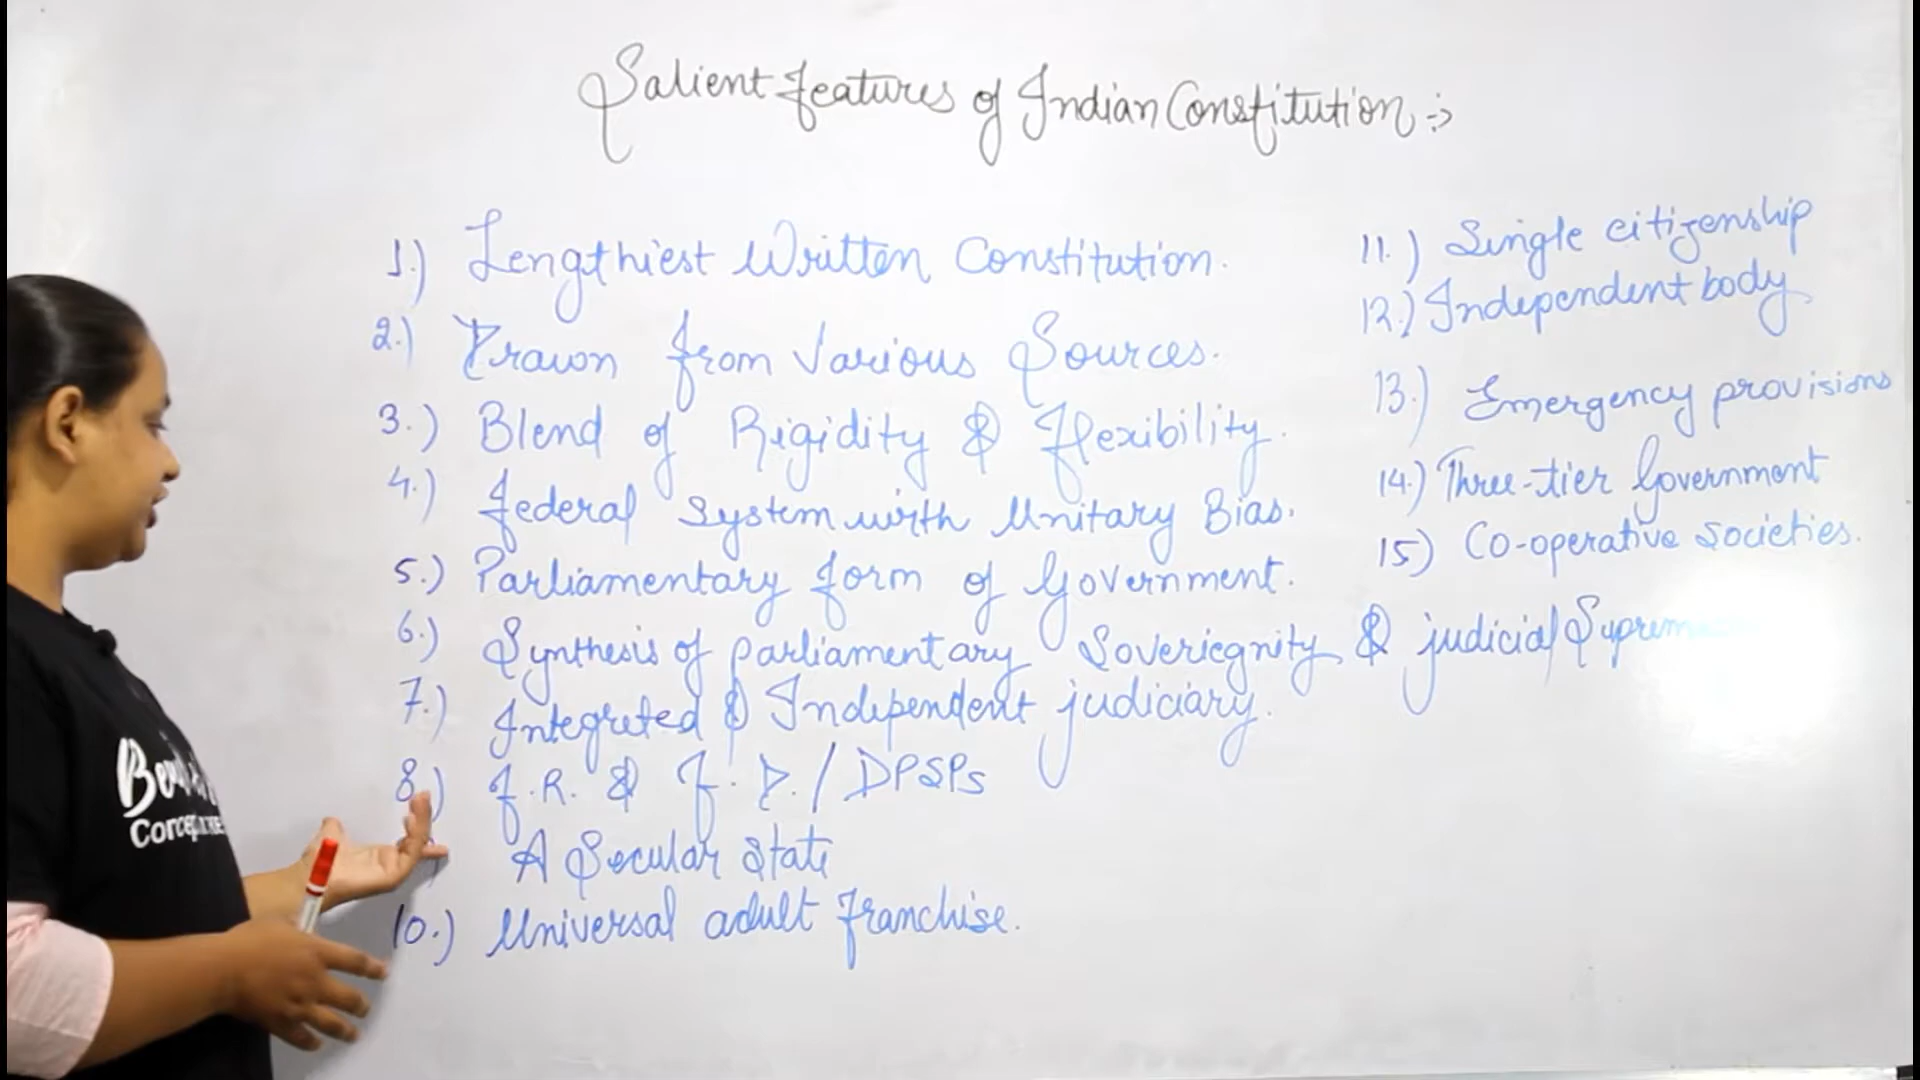 Salient Features of Indian Constitution :->
1.) Lengthiest Written Constitution.
2.) Drawn from Various Sources.
3.) Blend of Rigidity & Flexibility.
4.) Federal System with Unitary Bias.
5.) Parliamentary form of Government.
6.) Synthesis of parliamentary Soveriegnity & judicial Suprem
7.) Integreted & Independent judiciary.
8.) F.R. & F.D. / DPSPs
A Secular State
10.) Universal adult franchise.
11.) Single citizenship
12.) Independent body
13.) Emergency provisions
14.) Three-tier Government
15) Co-operative Societies.